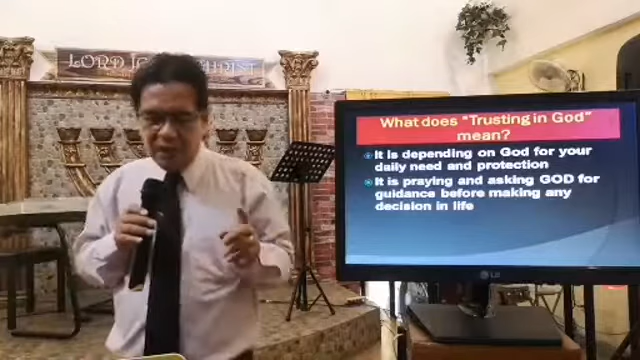 LORD JESUS CHRIST
What does "Trusting in God"
mean?
It is depending on God for your
daily need and protection
It is praying and asking GOD for
guidance before making any
decision in life
LG